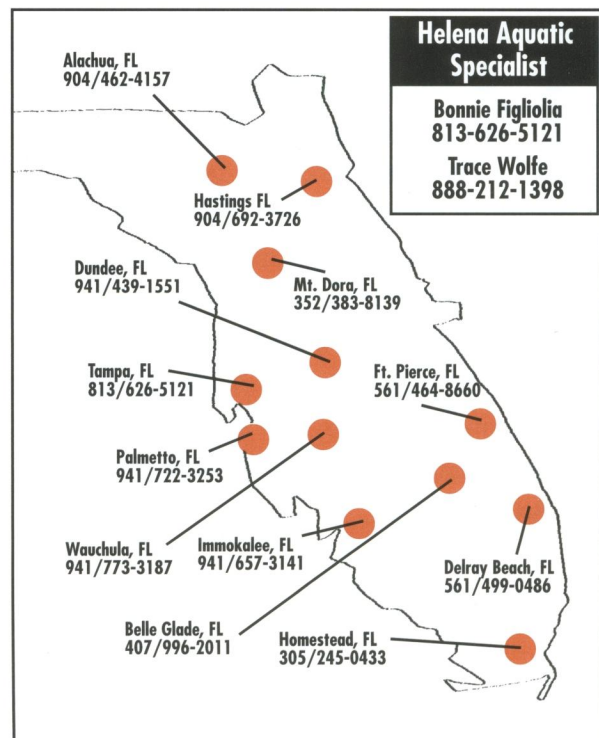 Helena Aquatic
Specialist
Bonnie Figliolia
813-626-5121
Trace Wolfe
888-212-1398
Alachua, FL
904/462-4157
Hastings FL
904/692-3726
Mt. Dora, FL
352/383-8139
Dundee, FL
941/439-1551
Tampa, FL
813/626-5121
Ft. Pierce, FL
561/464-8660
Palmetto, FL
941/722-3253
Wauchula, FL
941/773-3187
Immokalee, FL
941/657-3141
Delray Beach, FL
561/499-0486
Belle Glade, FL
407/996-2011
Homestead, FL
305/245-0433